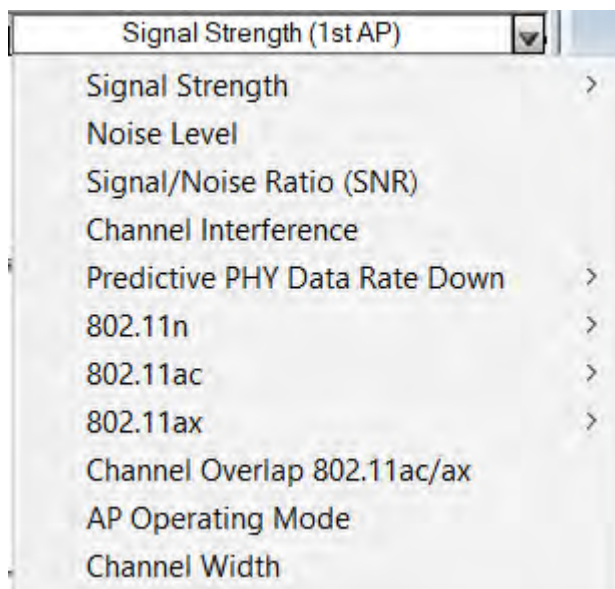 Signal Strength (1st AP)
Signal Strength
Noise Level
Signal/Noise Ratio (SNR)
Channel Interference
Predictive PHY Data Rate Down
802.11n
802.11ac
802.11ax
Channel Overlap 802.11ac/ax
AP Operating Mode
Channel Width